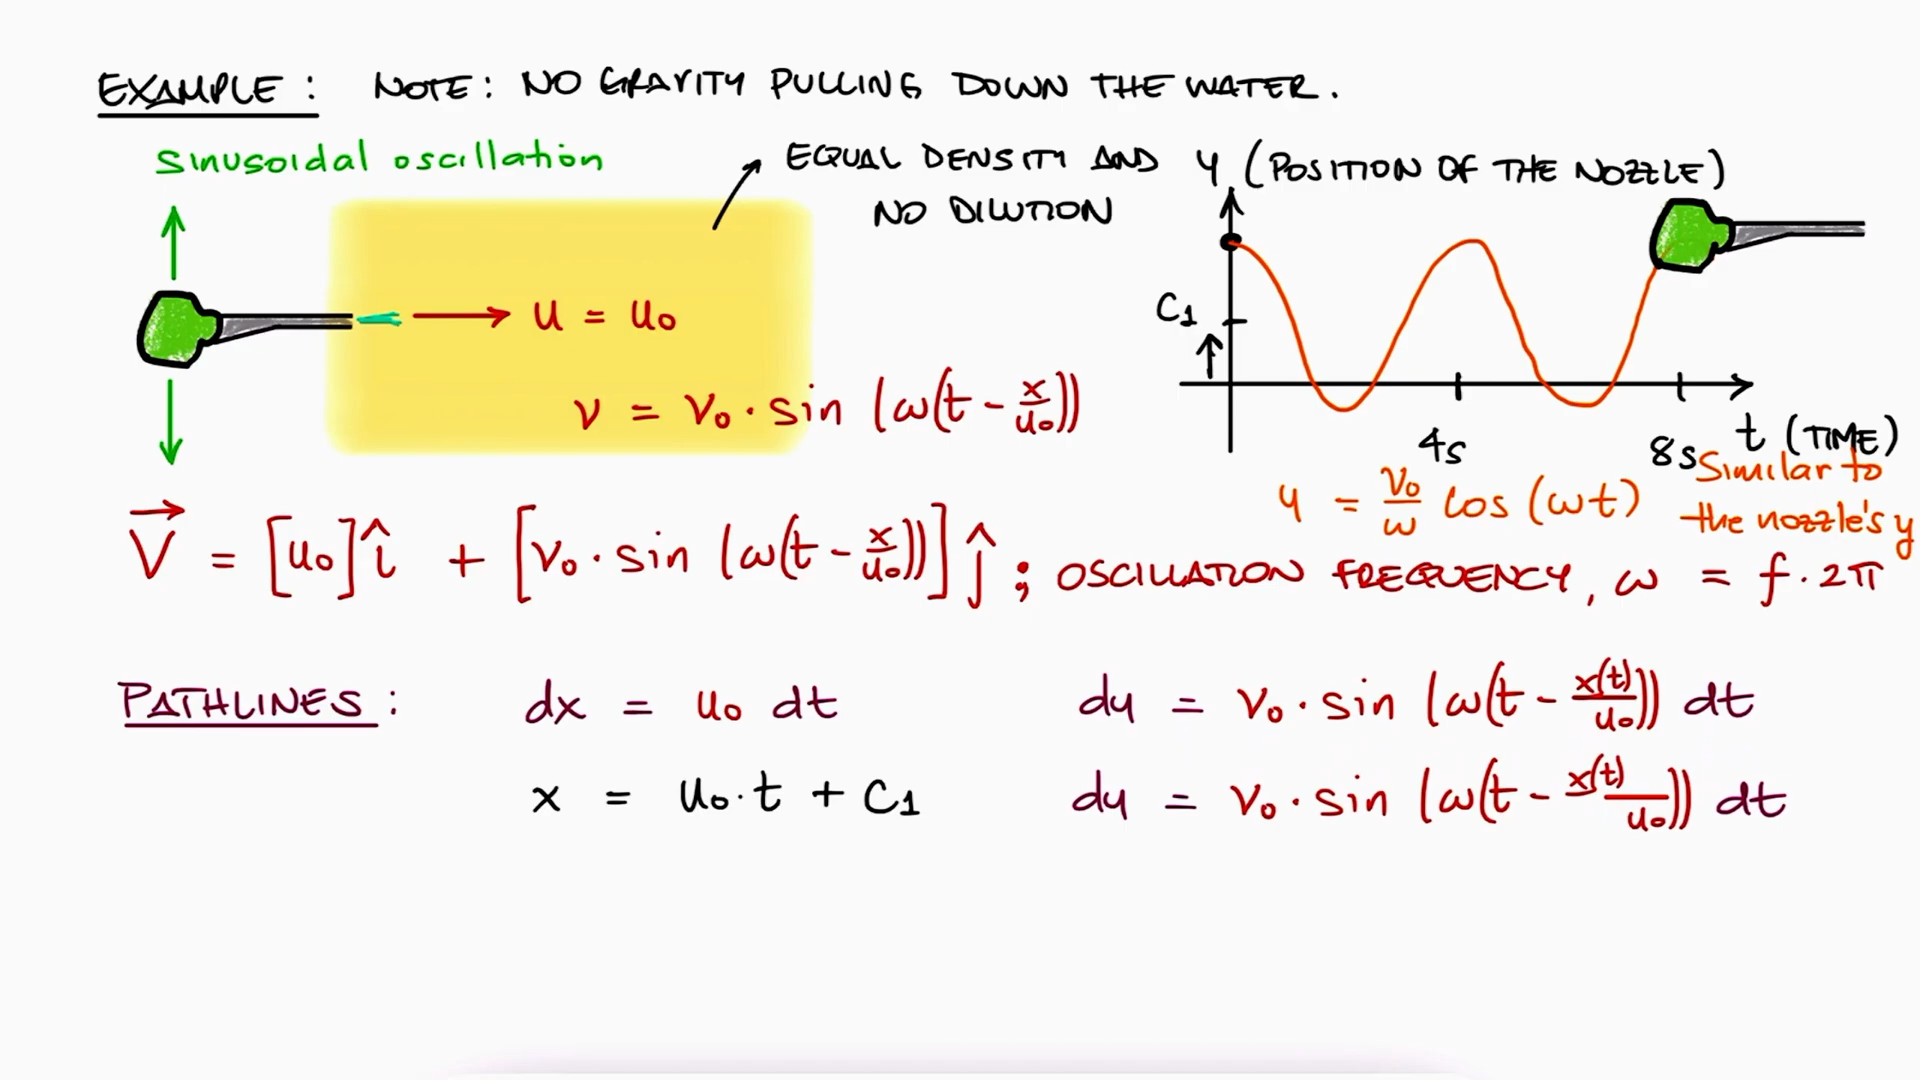 EXAMPLE: NOTE: NO GRAVITY PULLING DOWN THE WATER.
sinusoidal oscillation
EQUAL DENSITY AND
NO DILUTION
y (POSITION OF THE NOZZLE)
u = u₀
v = v₀ · sin (ω(t - x/u₀))
C₁
4s
8s
t (TIME)
y = v₀/ω cos (ωt)
Similar to
the nozzle's y
V⃗ = [u₀] î + [v₀ · sin (ω(t - x/u₀))] ĵ ; OSCILLATION FREQUENCY, ω = f · 2π
PATHLINES: dx = u₀ dt dy = v₀ · sin (ω(t - x(t)/u₀)) dt
x = u₀ · t + C₁ dy = v₀ · sin (ω(t - x(t)/u₀)) dt